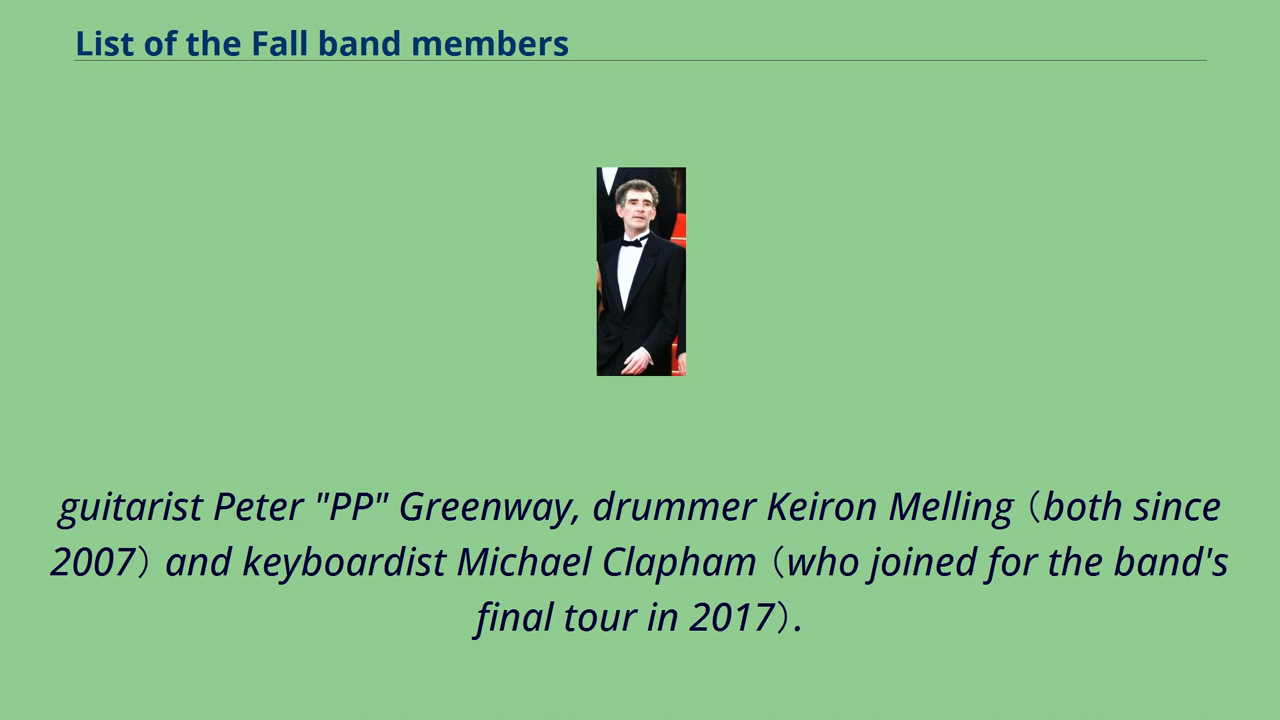 List of the Fall band members
guitarist Peter "PP" Greenway, drummer Keiron Melling（both since
2007）and keyboardist Michael Clapham（who joined for the band's
final tour in 2017）.